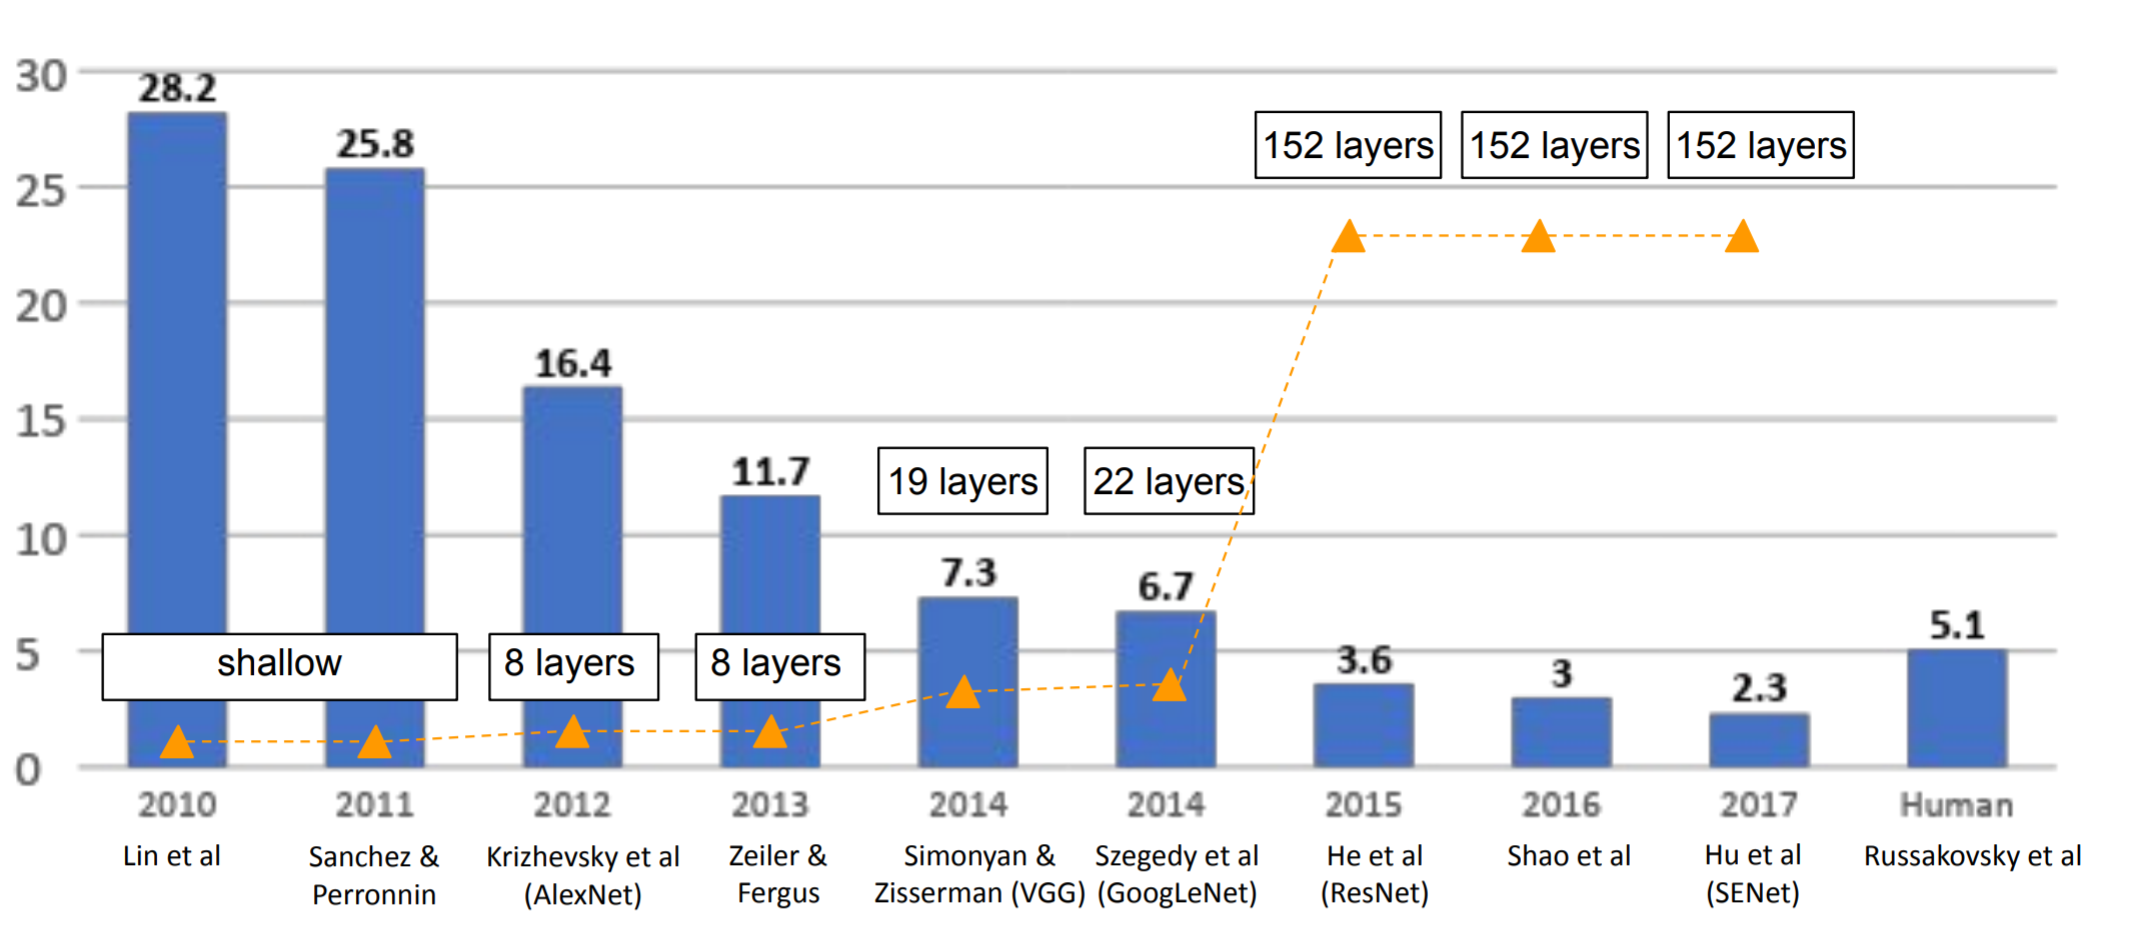 30
28.2
25.8
152 layers
152 layers
152 layers
25
20
16.4
15
11.7
19 layers
22 layers
10
7.3
6.7
5.1
5
shallow
8 layers
8 layers
3.6
3
2.3
0
2010
2011
2012
2013
2014
2014
2015
2016
2017
Human
Lin et al
Sanchez &
Perronnin
Krizhevsky et al
(AlexNet)
Zeiler &
Fergus
Simonyan &
Zisserman (VGG)
Szegedy et al
(GoogLeNet)
He et al
(ResNet)
Shao et al
Hu et al
(SENet)
Russakovsky et al